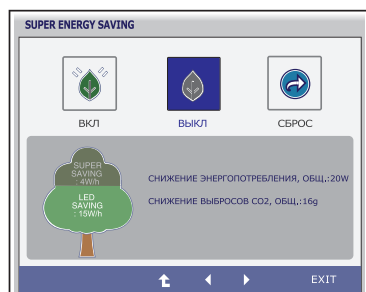 SUPER ENERGY SAVING
ВКЛ
ВЫКЛ
СБРОС
SUPER
SAVING
: 4W/h
LED
SAVING
: 15W/h
СНИЖЕНИЕ ЭНЕРГОПОТРЕБЛЕНИЯ, ОБЩ,:20W
СНИЖЕНИЕ ВЫБРОСОВ CO2, ОБЩ,:16g
EXIT